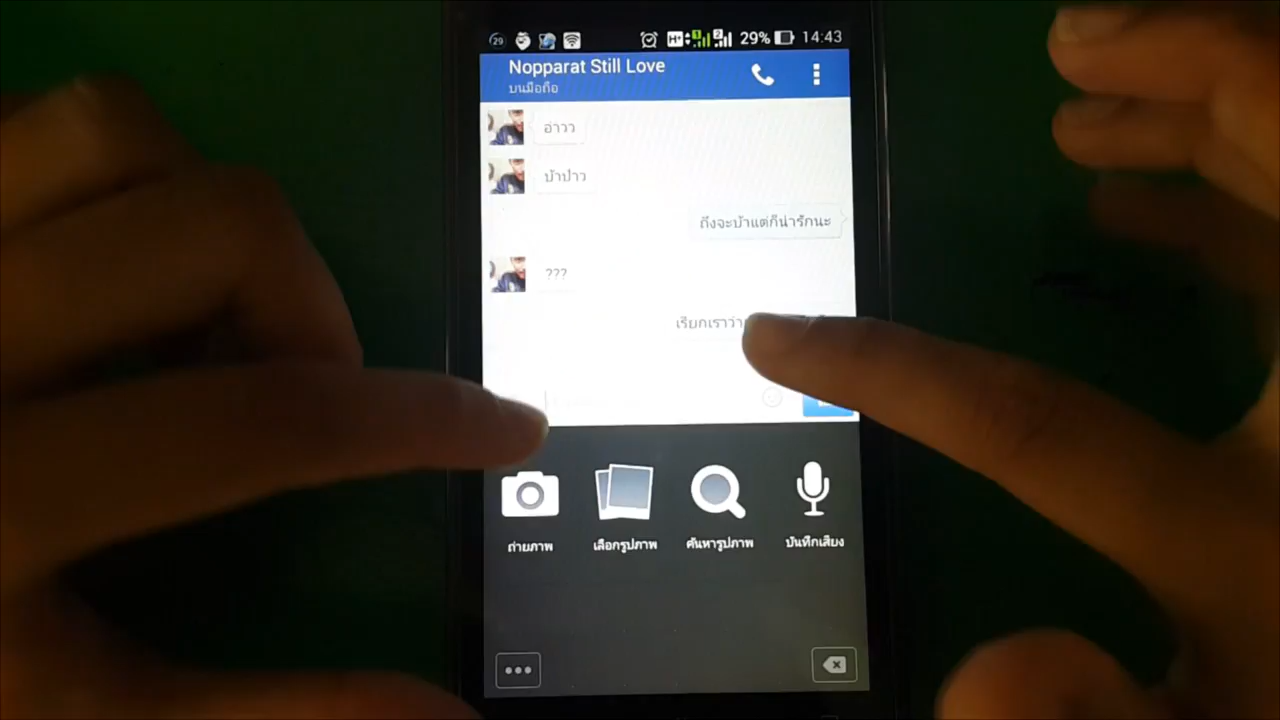 29 H+ 1 2 29% 14:43
Nopparat Still Love
บนมือถือ
อ่าวว
บ้าป่าว
ถึงจะบ้าแต่ก็น่ารักนะ
???
เรียกเราว่า
ถ่ายภาพ เลือกรูปภาพ ค้นหารูปภาพ บันทึกเสียง